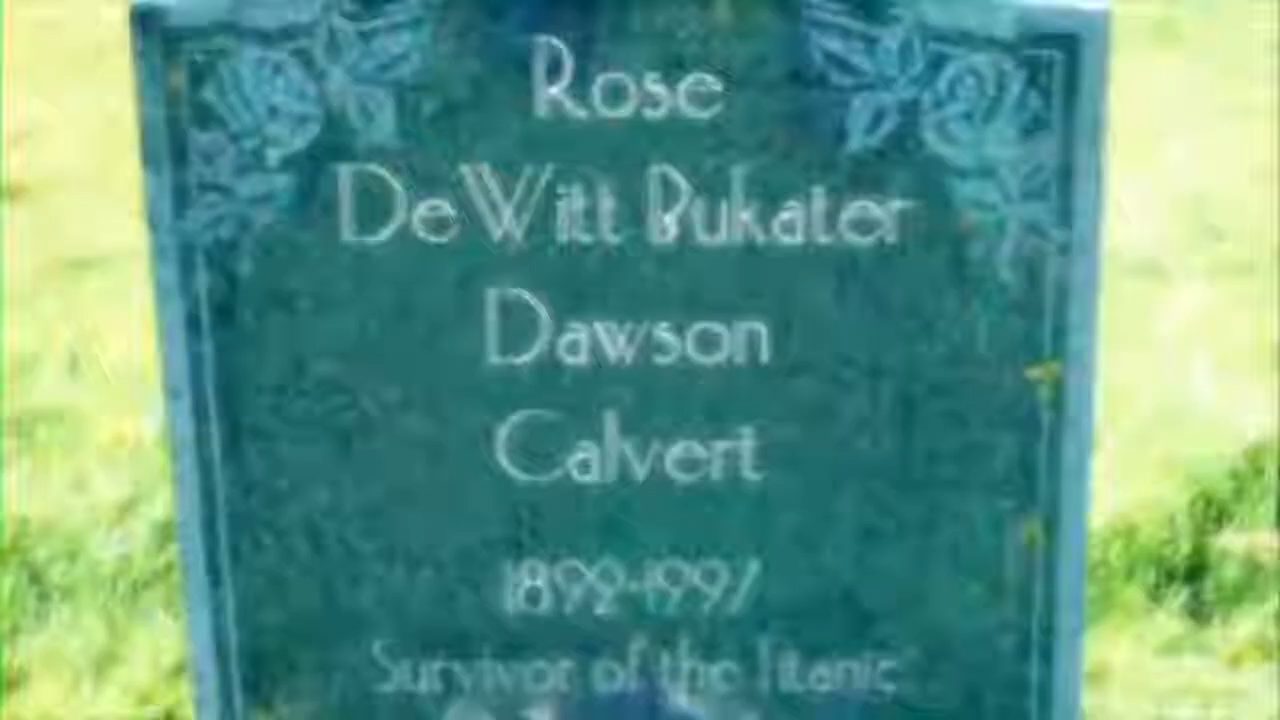 Rose
DeWitt Bukater
Dawson
Calvert
1892-1997
Survivor of the Titanic